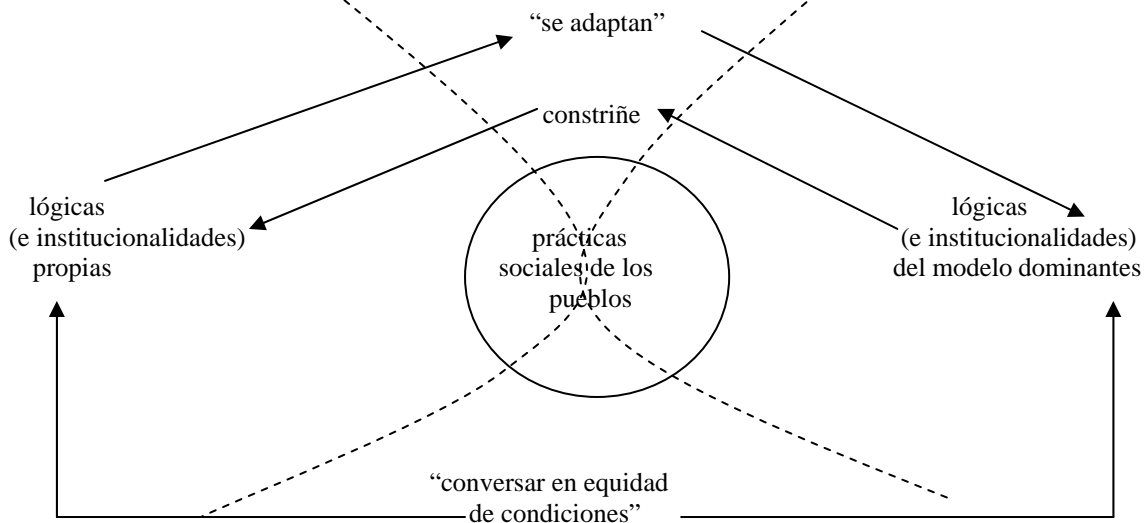 “se adaptan”
constriñe
lógicas
(e institucionalidades)
propias
prácticas
sociales de los
pueblos
lógicas
(e institucionalidades)
del modelo dominantes
“conversar en equidad
de condiciones”